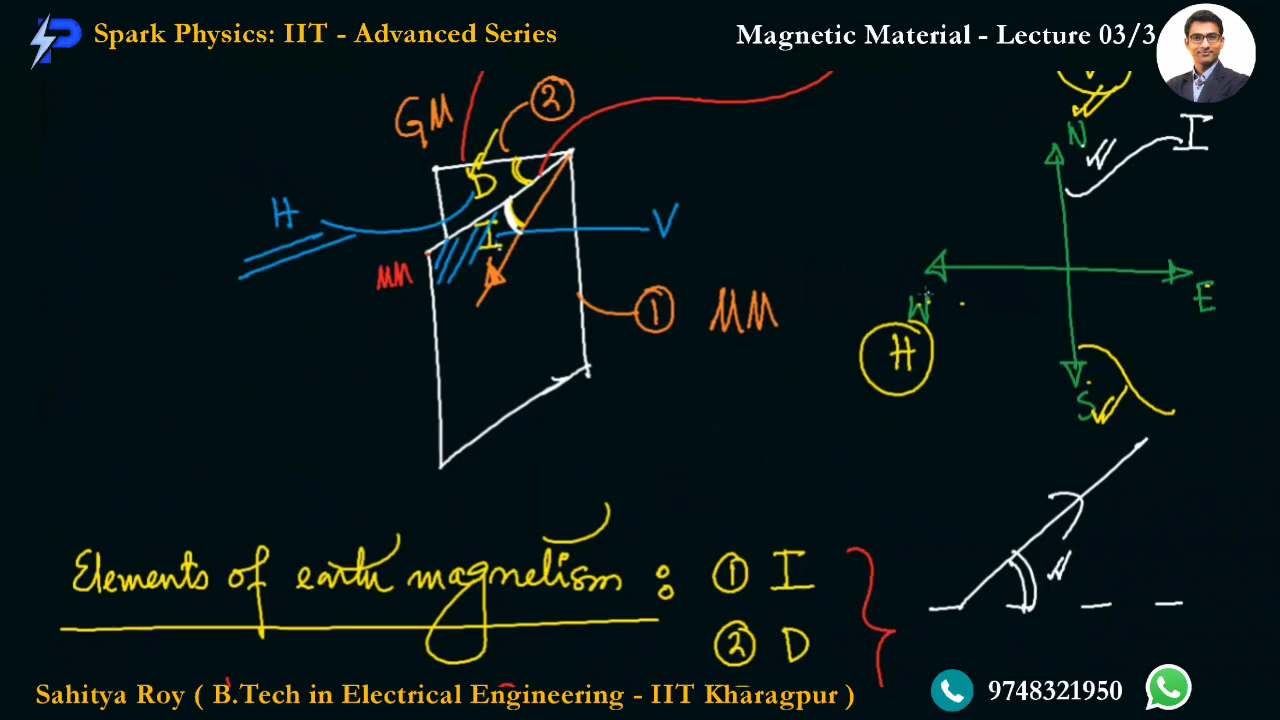 Spark Physics: IIT - Advanced Series
Magnetic Material - Lecture 03/3
GM
2
D
H
I
V
MM
1 MM
N
I
W
E
H
S
Elements of earth magnetism : 1 I
2 D
Sahitya Roy ( B.Tech in Electrical Engineering - IIT Kharagpur )
9748321950